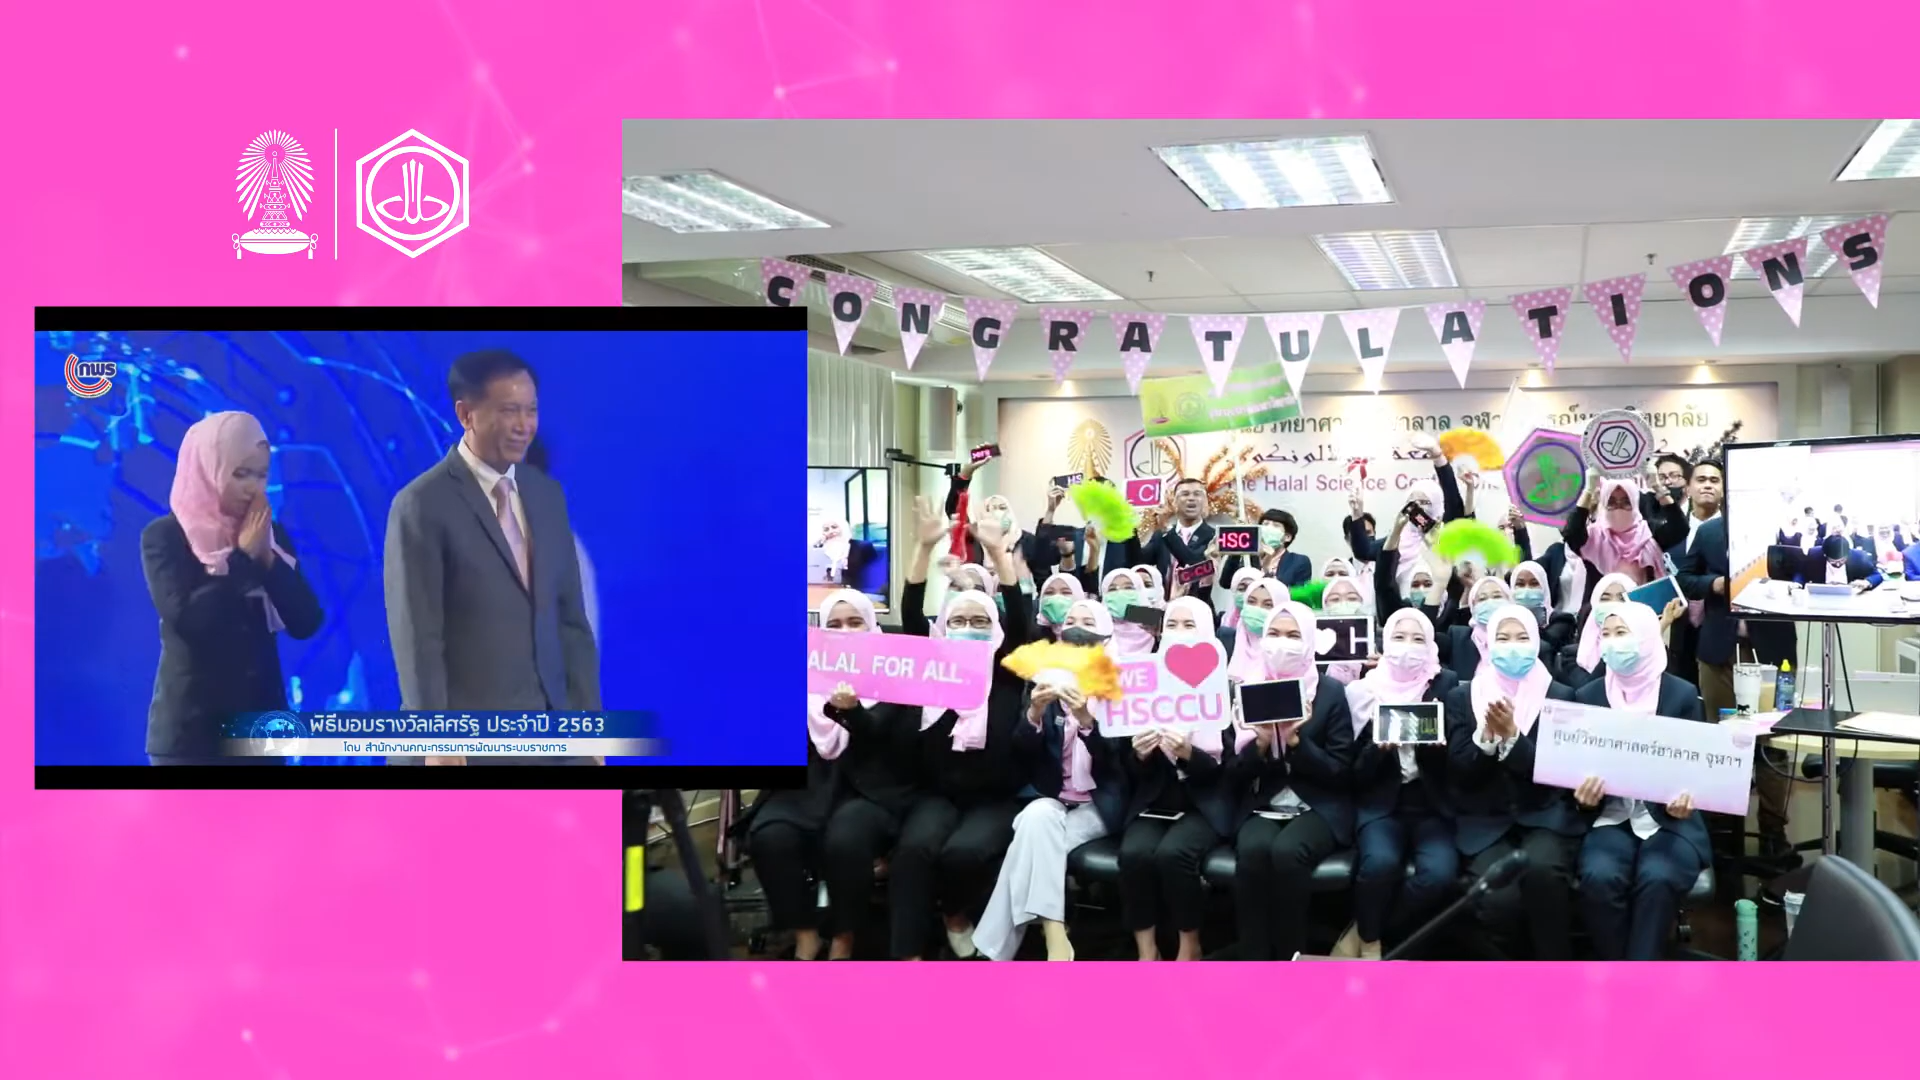 CONGRATULATIONS
กพร
พิธีมอบรางวัลเลิศรัฐ ประจำปี 2563
โดย สำนักงานคณะกรรมการพัฒนาระบบราชการ
Halal Science
HSC
C-CU
ALAL FOR ALL
WE
HSCCU
H
ศูนย์วิทยาศาสตร์ฮาลาล จุฬาฯ